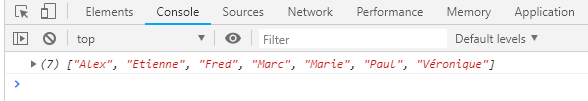 Elements Console Sources Network Performance Memory Application
top Filter Default levels
(7) ["Alex", "Etienne", "Fred", "Marc", "Marie", "Paul", "Véronique"]